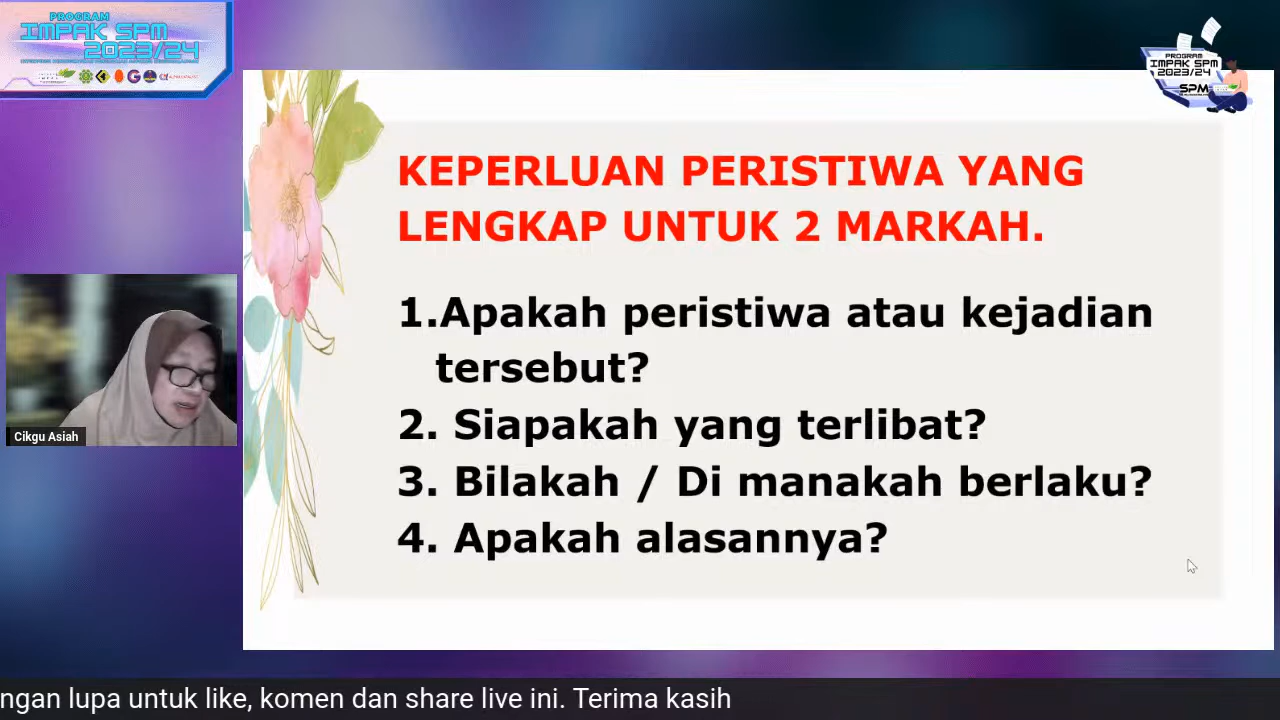 PROGRAM
IMPAK SPM
2023/24
PROGRAM
IMPAK SPM
2023/24
SPM
KEPERLUAN PERISTIWA YANG
LENGKAP UNTUK 2 MARKAH.
1.Apakah peristiwa atau kejadian
tersebut?
2. Siapakah yang terlibat?
3. Bilakah / Di manakah berlaku?
4. Apakah alasannya?
Cikgu Asiah
ngan lupa untuk like, komen dan share live ini. Terima kasih